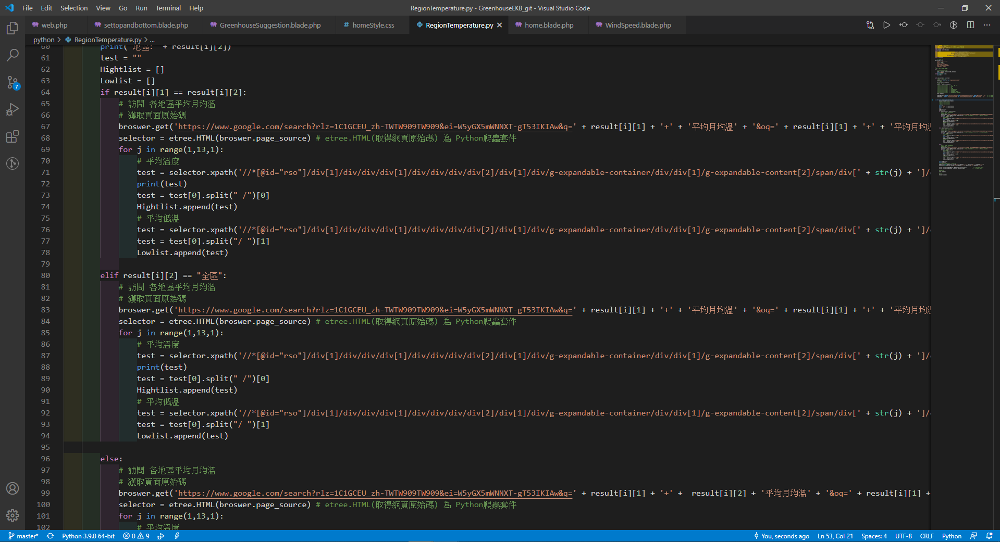 File Edit Selection View Go Run Terminal Help
RegionTemperature.py - GreenhouseEKB_git - Visual Studio Code
web.php settopandbottom.blade.php GreenhouseSuggestion.blade.php # homeStyle.css RegionTemperature.py home.blade.php WindSpeed.blade.php
python > RegionTemperature.py > ...
60 print("地區: " + result[i][2])
61 test = ""
62 Hightlist = []
63 Lowlist = []
64 if result[i][1] == result[i][2]:
65 # 訪問 各地區平均月均溫
66 # 獲取頁面原始碼
67 broswer.get('https://www.google.com/search?rlz=1C1GCEU_zh-TWTW909TW909&ei=W5yGX5mWNNXT-gT53IKIAw&q=' + result[i][1] + '+' + '平均月均溫' + '&oq=' + result[i][1] + '+' + '平均月均溫
68 selector = etree.HTML(broswer.page_source) # etree.HTML(取得網頁原始碼) 為 Python爬蟲套件
69 for j in range(1,13,1):
70 # 平均溫度
71 test = selector.xpath('//*[@id="rso"]/div[1]/div/div/div[1]/div/div/div/div[2]/div[1]/div/g-expandable-container/div/div[1]/g-expandable-content[2]/span/div[' + str(j) + ']/
72 print(test)
73 test = test[0].split(" /")[0]
74 Hightlist.append(test)
75 # 平均低溫
76 test = selector.xpath('//*[@id="rso"]/div[1]/div/div/div[1]/div/div/div/div[2]/div[1]/div/g-expandable-container/div/div[1]/g-expandable-content[2]/span/div[' + str(j) + ']/
77 test = test[0].split("/ ")[1]
78 Lowlist.append(test)
79
80 elif result[i][2] == "全區":
81 # 訪問 各地區平均月均溫
82 # 獲取頁面原始碼
83 broswer.get('https://www.google.com/search?rlz=1C1GCEU_zh-TWTW909TW909&ei=W5yGX5mWNNXT-gT53IKIAw&q=' + result[i][1] + '+' + '平均月均溫' + '&oq=' + result[i][1] + '+' + '平均月均溫
84 selector = etree.HTML(broswer.page_source) # etree.HTML(取得網頁原始碼) 為 Python爬蟲套件
85 for j in range(1,13,1):
86 # 平均溫度
87 test = selector.xpath('//*[@id="rso"]/div[1]/div/div/div[1]/div/div/div/div[2]/div[1]/div/g-expandable-container/div/div[1]/g-expandable-content[2]/span/div[' + str(j) + ']/
88 print(test)
89 test = test[0].split(" /")[0]
90 Hightlist.append(test)
91 # 平均低溫
92 test = selector.xpath('//*[@id="rso"]/div[1]/div/div/div[1]/div/div/div/div[2]/div[1]/div/g-expandable-container/div/div[1]/g-expandable-content[2]/span/div[' + str(j) + ']/
93 test = test[0].split("/ ")[1]
94 Lowlist.append(test)
95
96 else:
97 # 訪問 各地區平均月均溫
98 # 獲取頁面原始碼
99 broswer.get('https://www.google.com/search?rlz=1C1GCEU_zh-TWTW909TW909&ei=W5yGX5mWNNXT-gT53IKIAw&q=' + result[i][1] + '+' + result[i][2] + '平均月均溫' + '&oq=' + result[i][1] +
100 selector = etree.HTML(broswer.page_source) # etree.HTML(取得網頁原始碼) 為 Python爬蟲套件
101 for j in range(1,13,1):
102 # 平均溫度
7
master* Python 3.9.0 64-bit 0 9 You, seconds ago Ln 53, Col 21 Spaces: 4 UTF-8 CRLF Python